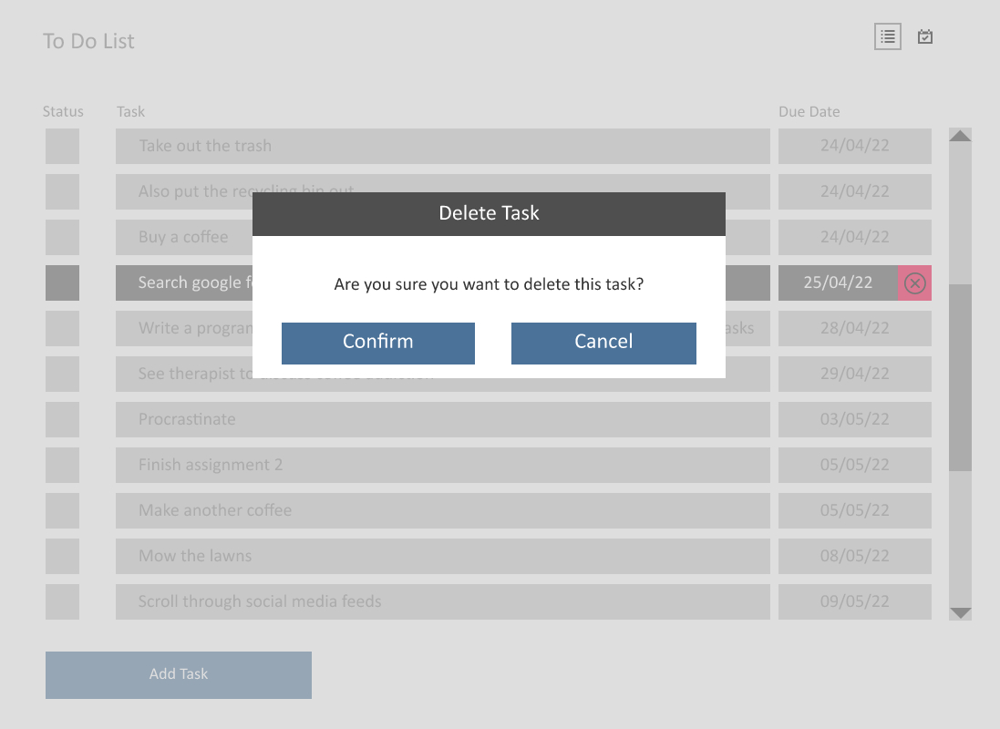 To Do List
Status Task Due Date
Take out the trash 24/04/22
Also put the recycling bin out 24/04/22
Delete Task
Buy a coffee 24/04/22
Search google 25/04/22
Are you sure you want to delete this task?
Write a program asks 28/04/22
Confirm Cancel
See therapist to discuss coffee addiction 29/04/22
Procrastinate 03/05/22
Finish assignment 2 05/05/22
Make another coffee 05/05/22
Mow the lawns 08/05/22
Scroll through social media feeds 09/05/22
Add Task